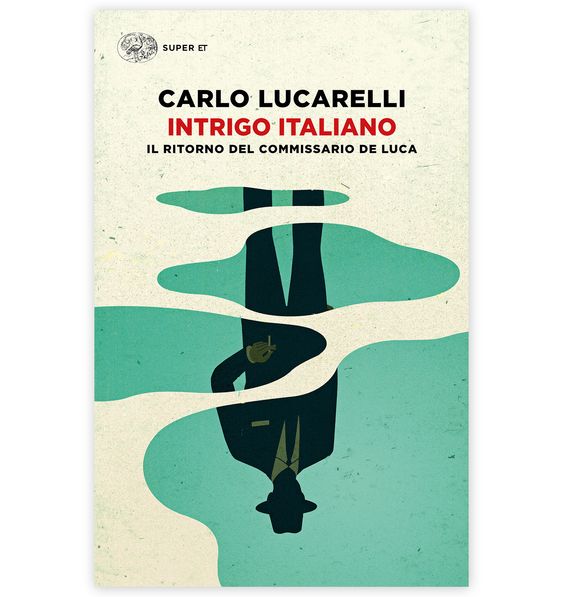 SUPER ET
CARLO LUCARELLI
INTRIGO ITALIANO
IL RITORNO DEL COMMISSARIO DE LUCA